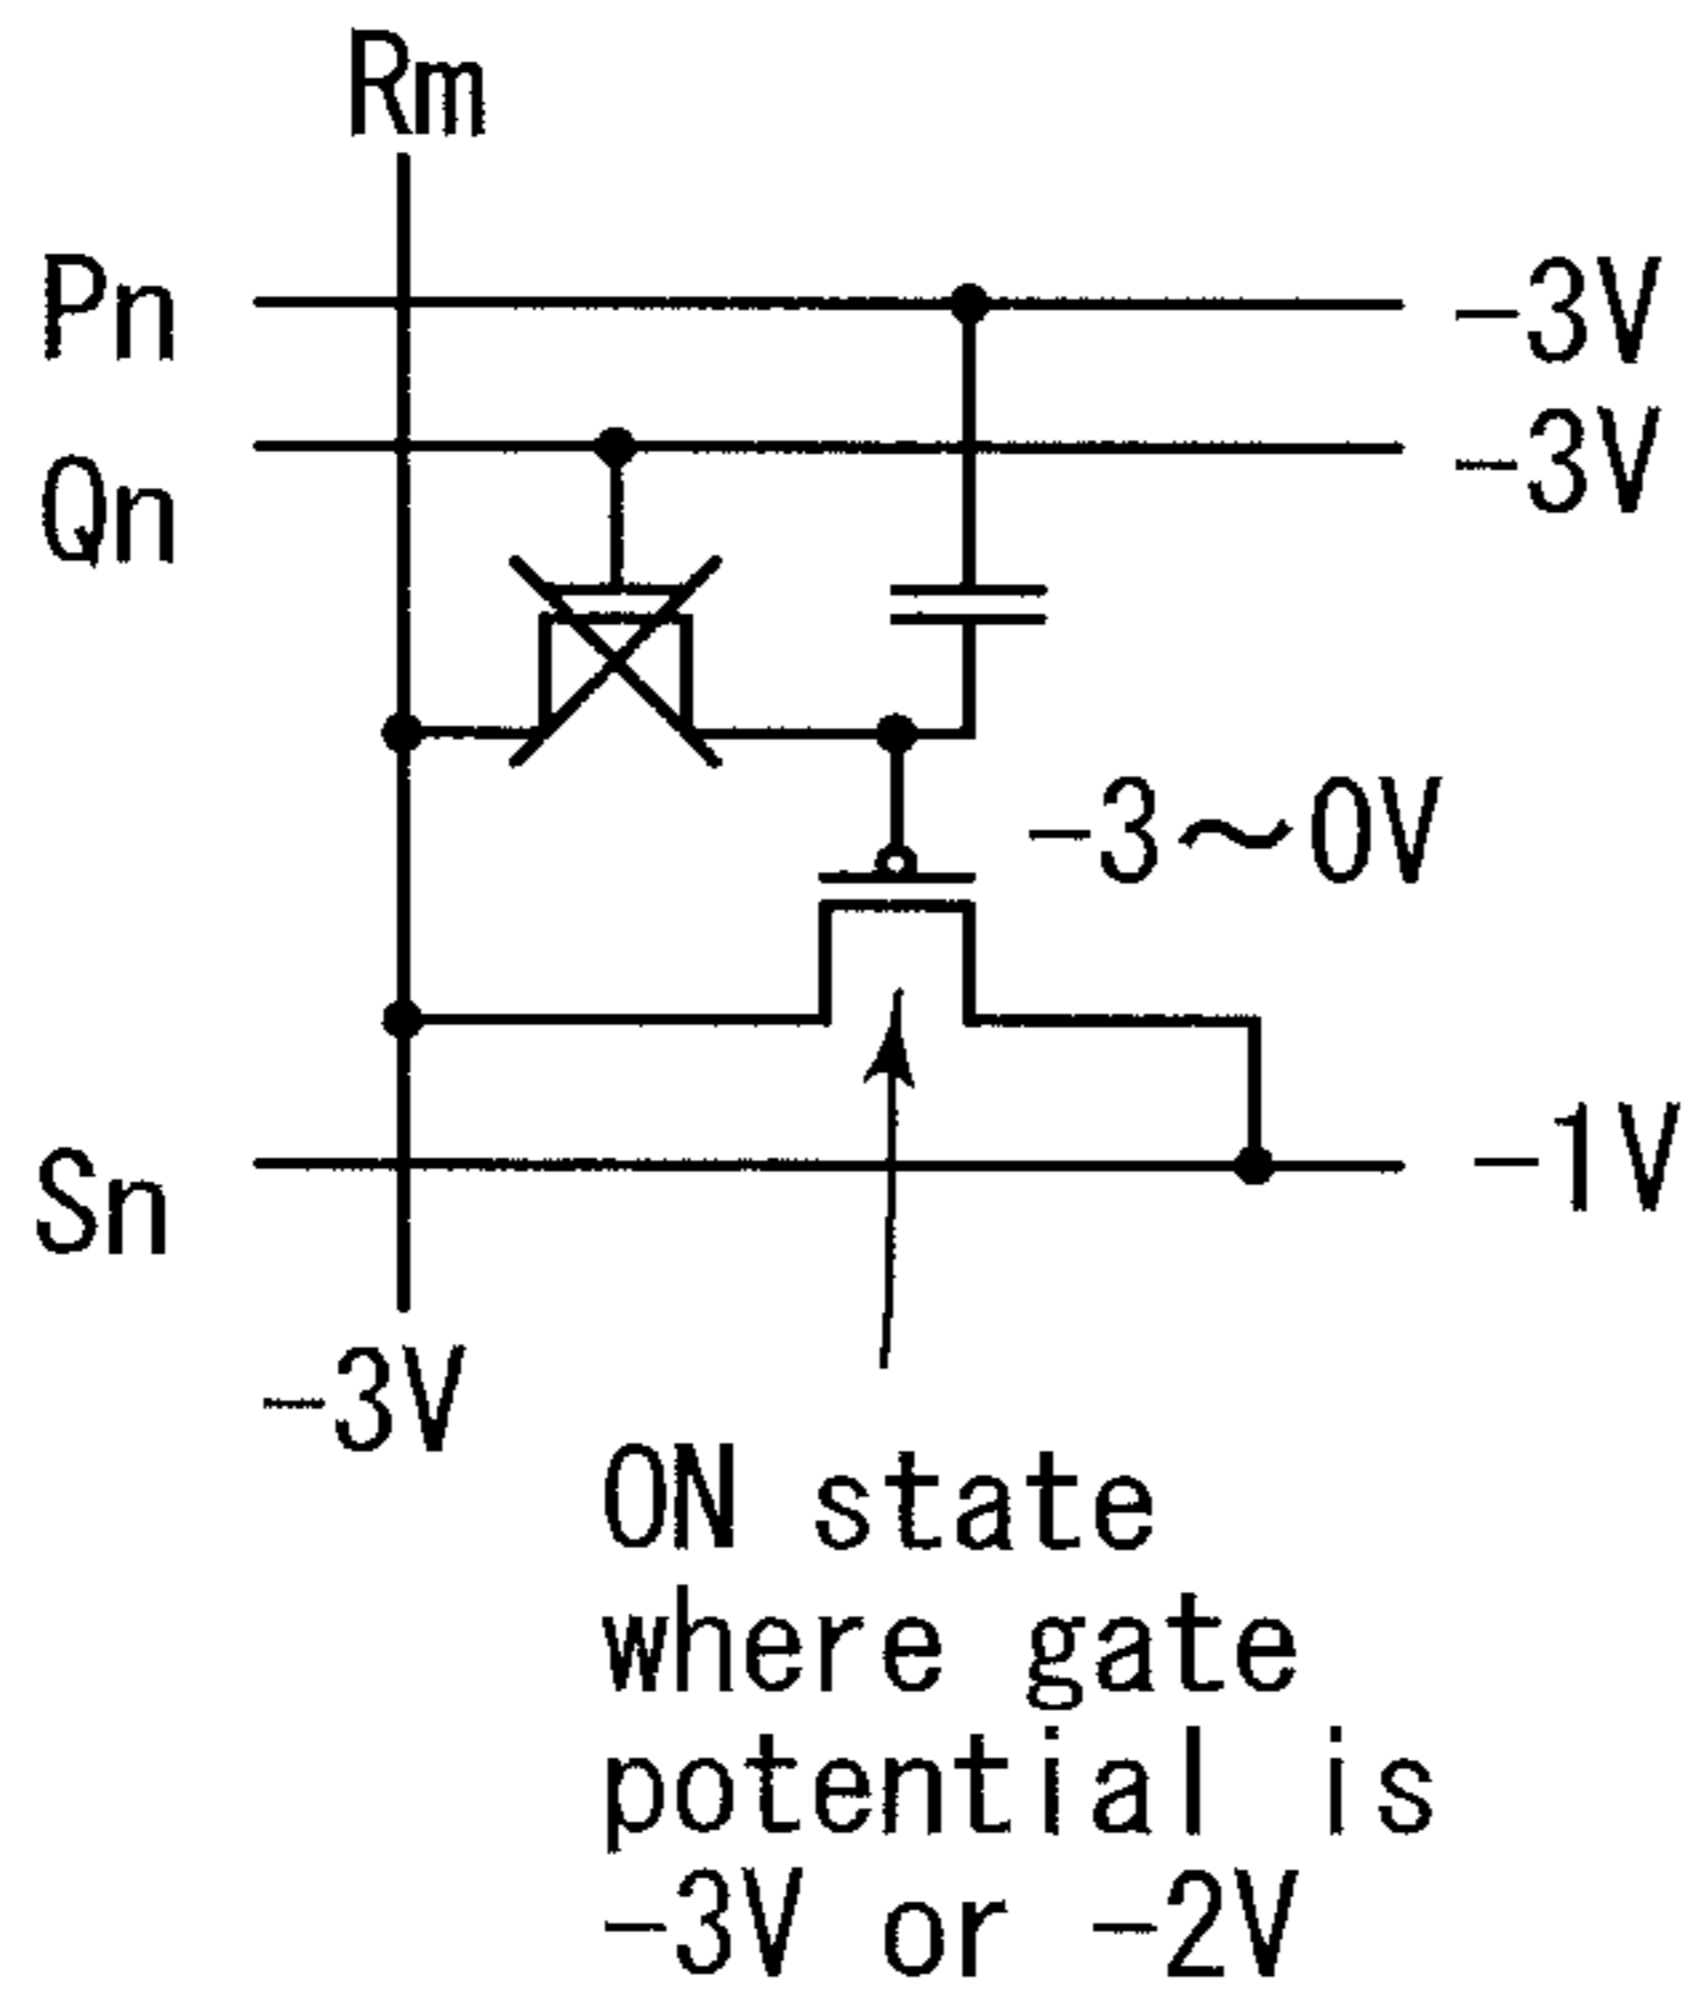 Rm
Pn
-3V
Qn
-3V
-3~0V
Sn
-1V
-3V
ON state
where gate
potential is
-3V or -2V